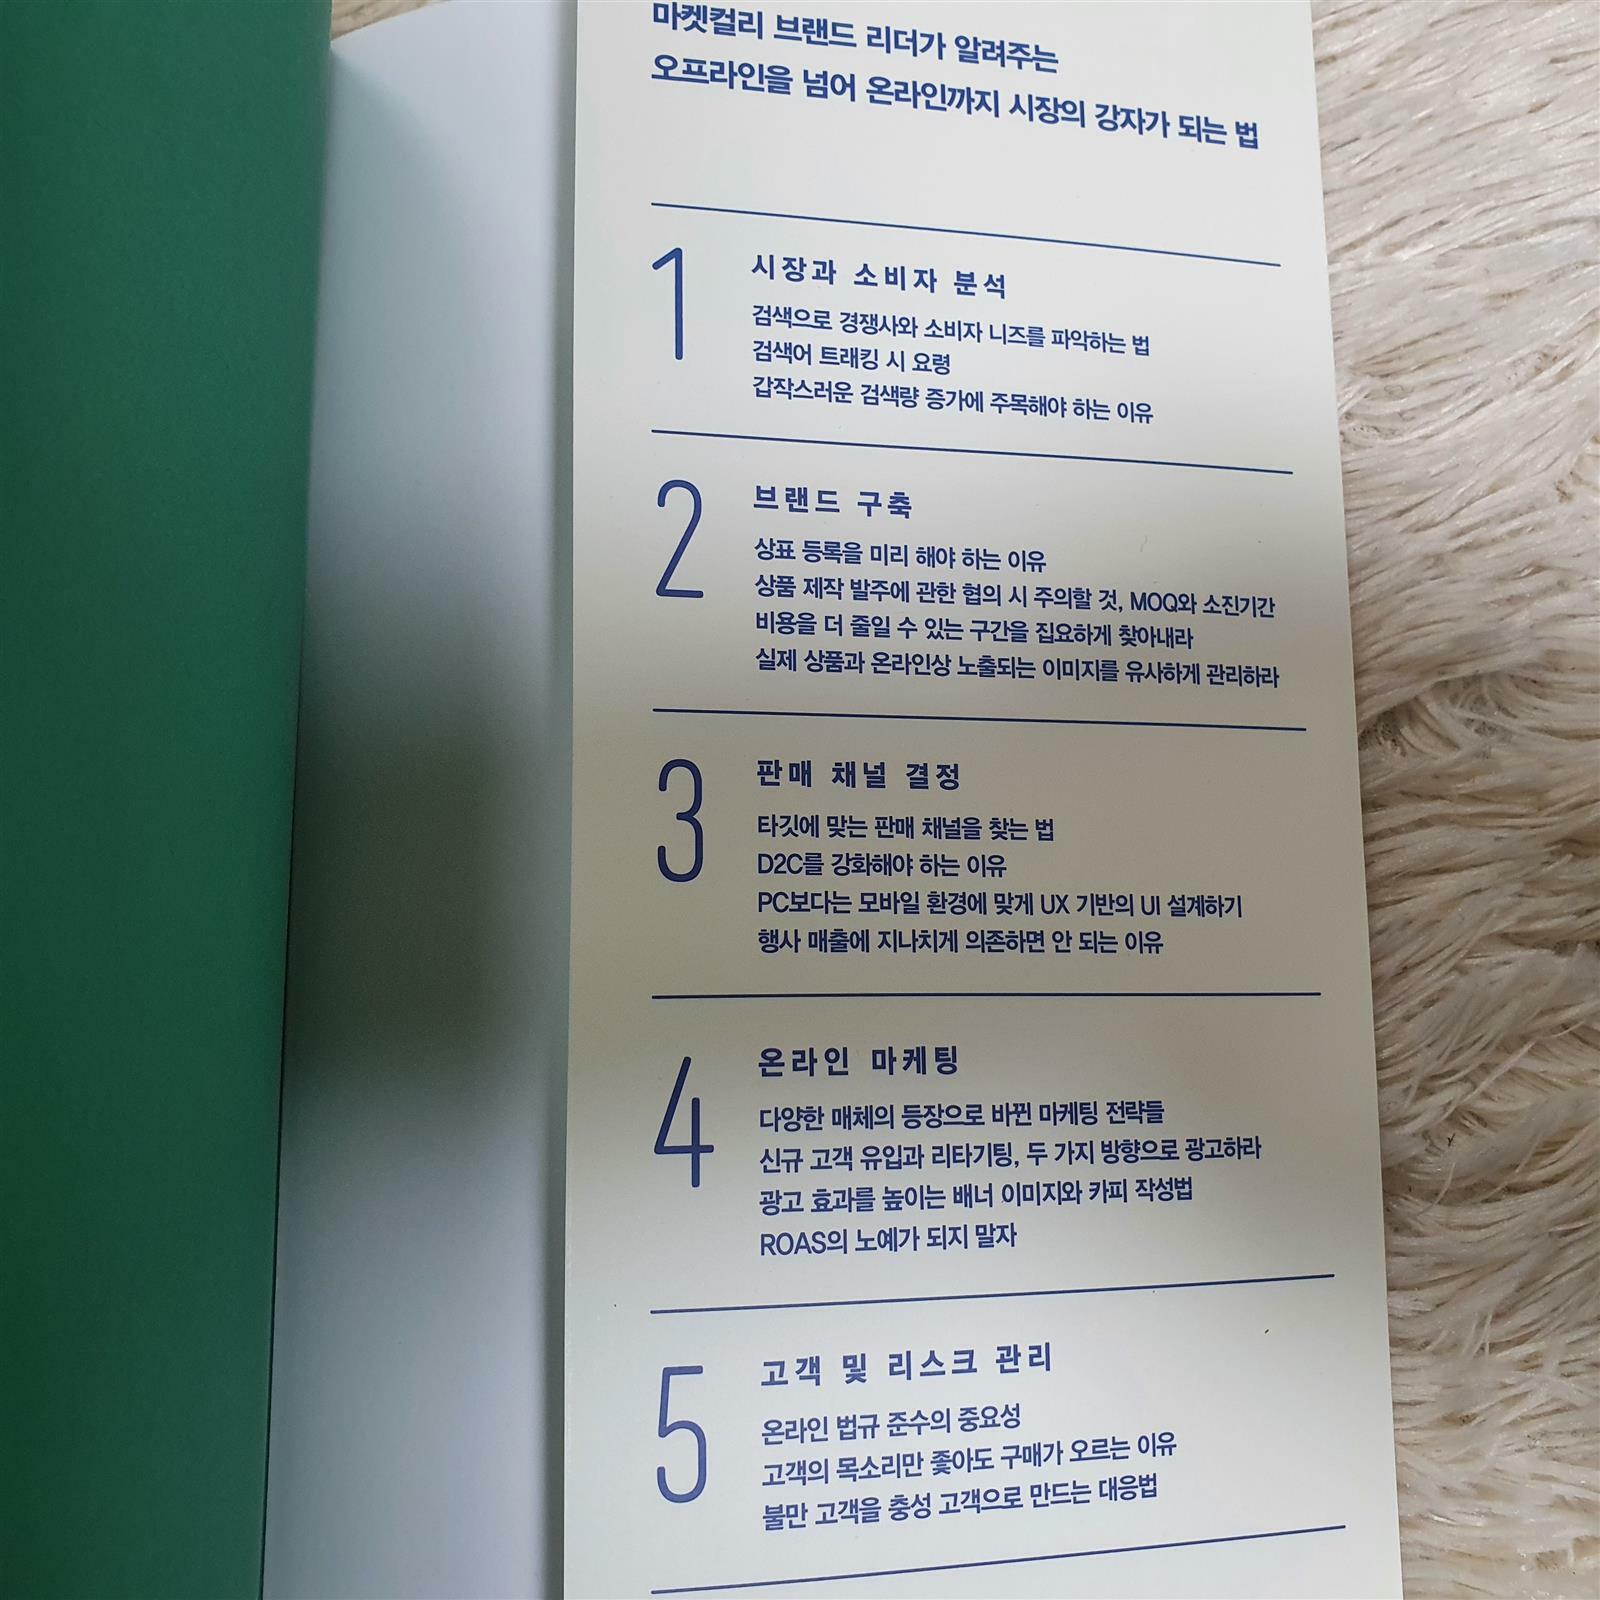 마켓컬리 브랜드 리더가 알려주는
오프라인을 넘어 온라인까지 시장의 강자가 되는 법
1
시장과 소비자 분석
검색으로 경쟁사와 소비자 니즈를 파악하는 법
검색어 트래킹 시 요령
갑작스러운 검색량 증가에 주목해야 하는 이유
2
브랜드 구축
상표 등록을 미리 해야 하는 이유
상품 제작 발주에 관한 협의 시 주의할 것, MOQ와 소진기간
비용을 더 줄일 수 있는 구간을 집요하게 찾아내라
실제 상품과 온라인상 노출되는 이미지를 유사하게 관리하라
3
판매 채널 결정
타깃에 맞는 판매 채널을 찾는 법
D2C를 강화해야 하는 이유
PC보다는 모바일 환경에 맞게 UX 기반의 UI 설계하기
행사 매출에 지나치게 의존하면 안 되는 이유
4
온라인 마케팅
다양한 매체의 등장으로 바뀐 마케팅 전략들
신규 고객 유입과 리타기팅, 두 가지 방향으로 광고하라
광고 효과를 높이는 배너 이미지와 카피 작성법
ROAS의 노예가 되지 말자
5
고객 및 리스크 관리
온라인 법규 준수의 중요성
고객의 목소리만 좇아도 구매가 오르는 이유
불만 고객을 충성 고객으로 만드는 대응법